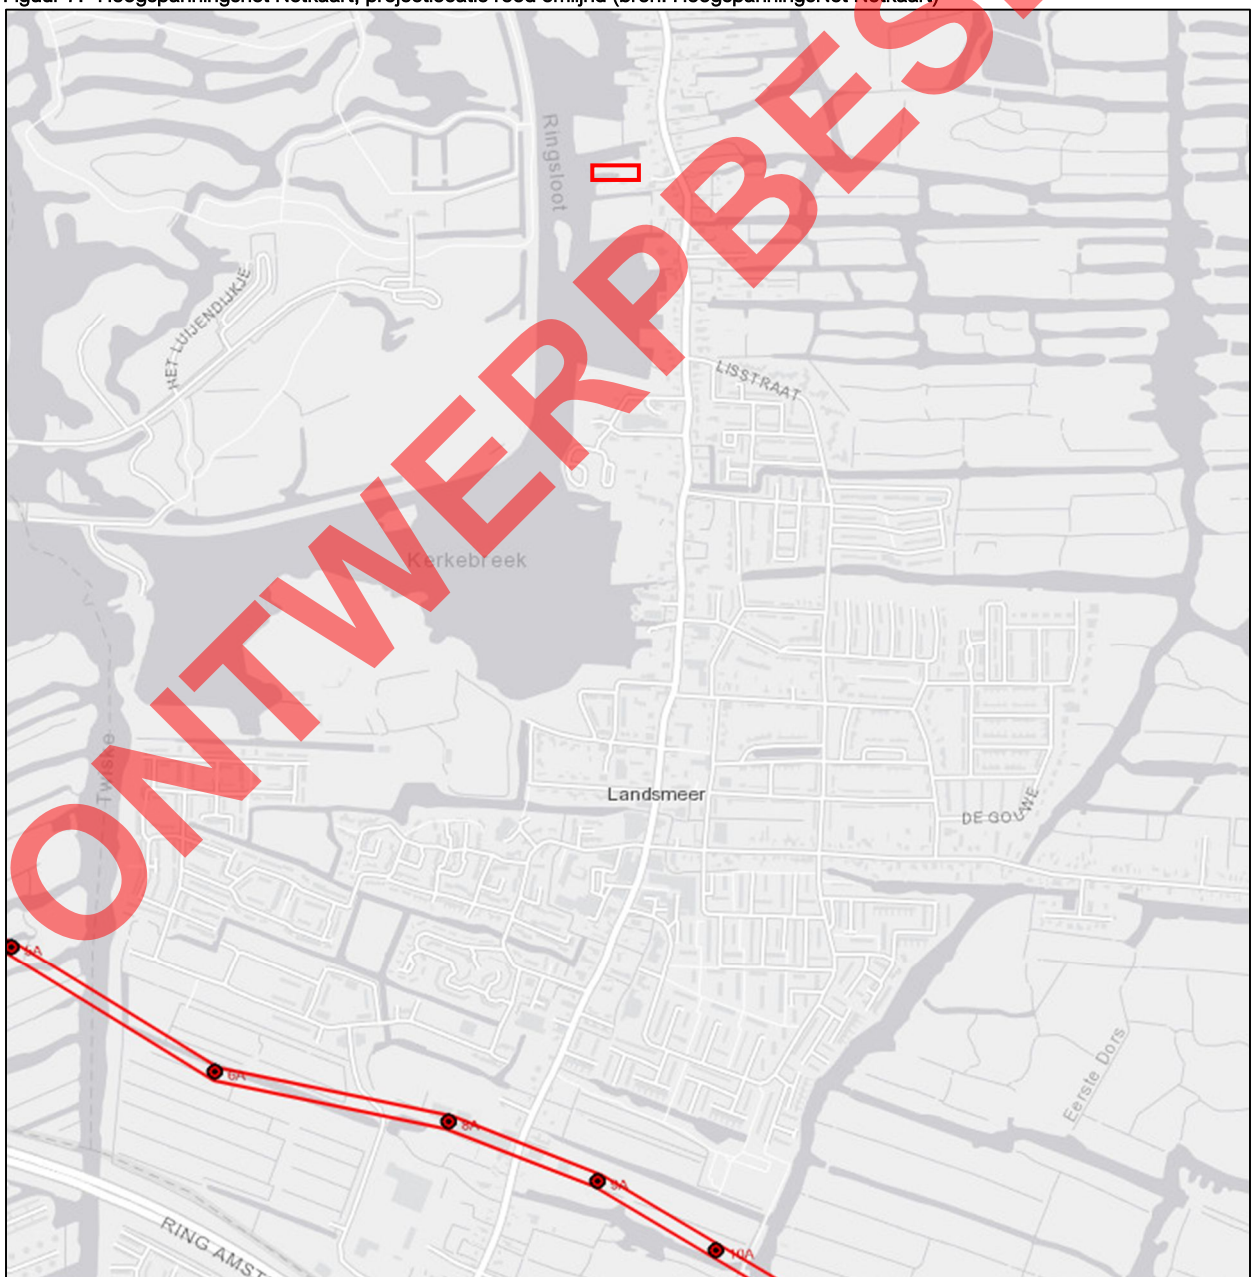 Ringsloot
HET LUIJENDIJKJE
LISSTRAAT
Kerkebreek
Twiske
Landsmeer
DE GOUWE
6A
8A
9A
10A
Eerste Dors
RING AMST
ONTWERPBES